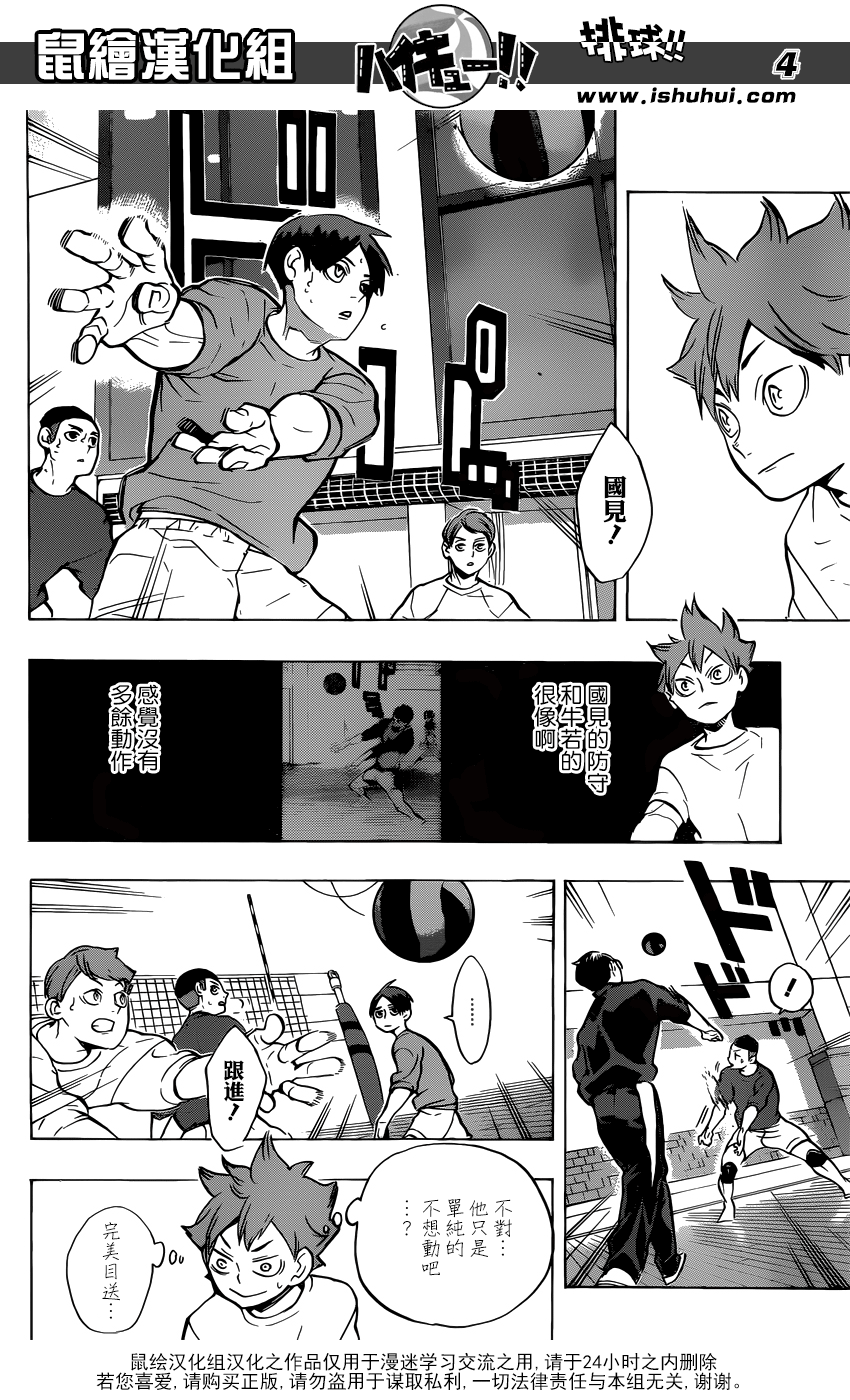 鼠繪漢化組
ハイキュー!!
排球!!
4
www.ishuhui.com
國見!
國見的防守
和牛若的
很像啊
感覺沒有
多餘動作
ドド
!
……
跟進!
不對…
他只是
單純的
不想動吧
…?
完美目送…
鼠绘汉化组汉化之作品仅用于漫迷学习交流之用, 请于24小时之内删除
若您喜爱, 请购买正版, 请勿盗用于谋取私利, 一切法律责任与本组无关, 谢谢。